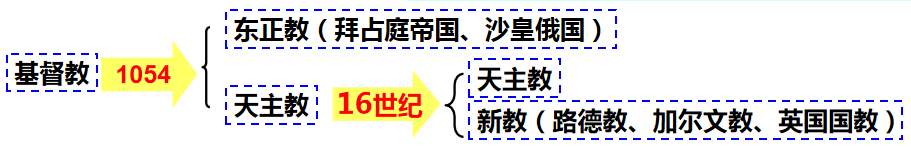 东正教（拜占庭帝国、沙皇俄国）
基督教
1054
天主教
16世纪
天主教
新教（路德教、加尔文教、英国国教）